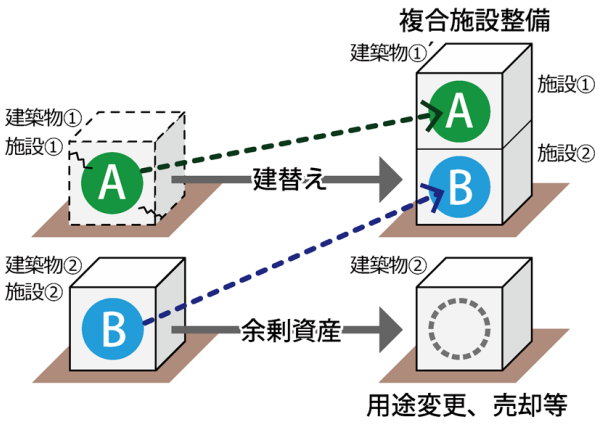 複合施設整備
建築物①′
施設①
施設②
A
B
建築物①
施設①
A
建替え
建築物②
施設②
B
余剰資産
建築物②
用途変更、売却等